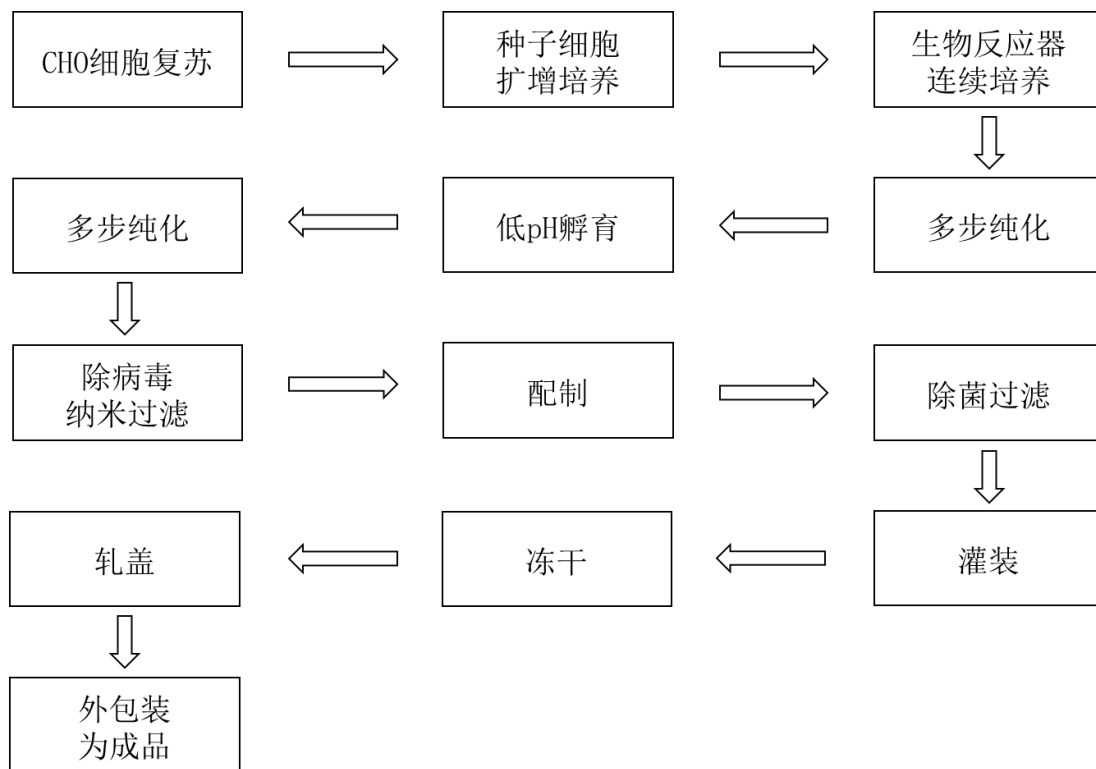 CHO细胞复苏
种子细胞
扩增培养
生物反应器
连续培养
多步纯化
低pH孵育
多步纯化
除病毒
纳米过滤
配制
除菌过滤
灌装
冻干
轧盖
外包装
为成品